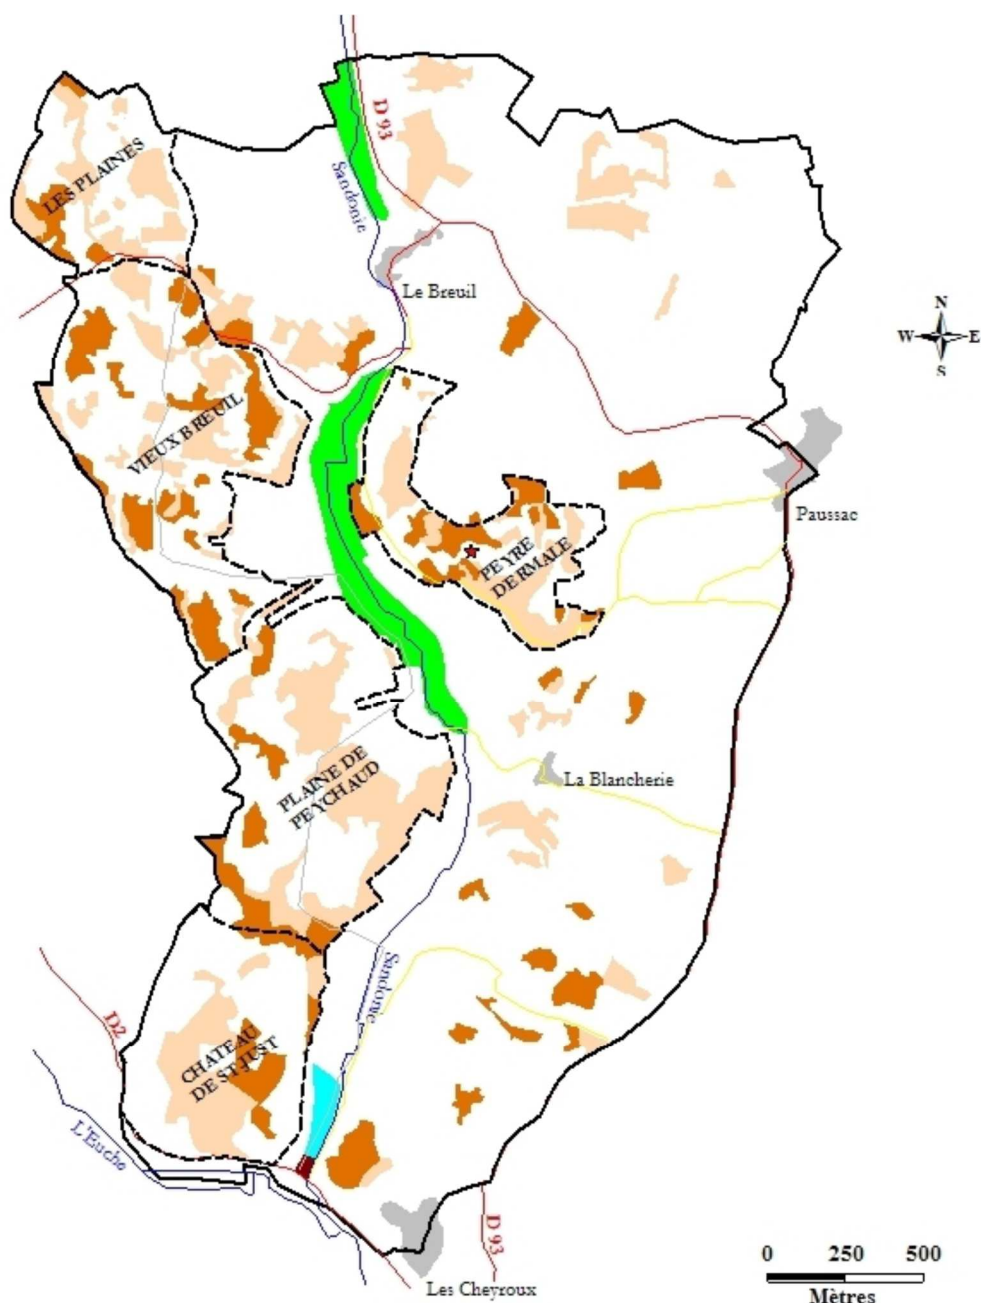 D 93
LES PLAINES
Sandonie
Le Breuil
N
W
E
S
VIEUX BREUIL
Paussac
PEYRE
DERMALE
PLAINE DE
PEYCHAUD
La Blancherie
Sandonie
D2
CHATEAU
DE ST-JUST
L'Euche
D 93
Les Cheyroux
0 250 500
Mètres